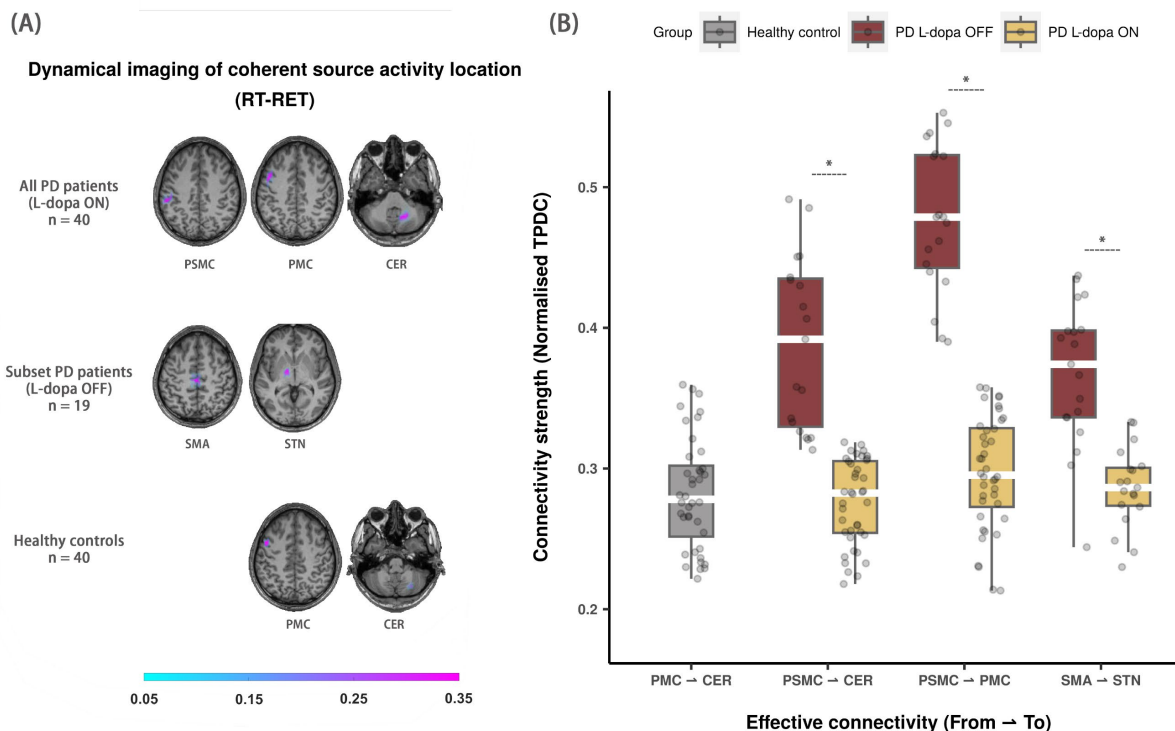 (A)
Dynamical imaging of coherent source activity location
(RT-RET)
All PD patients
(L-dopa ON)
n = 40
PSMC PMC CER
Subset PD patients
(L-dopa OFF)
n = 19
SMA STN
Healthy controls
n = 40
PMC CER
0.05 0.15 0.25 0.35
(B)
Group Healthy control PD L-dopa OFF PD L-dopa ON
Connectivity strength (Normalised TPDC)
0.5
0.4
0.3
0.2
*
*
*
PMC ⇀ CER PSMC ⇀ CER PSMC ⇀ PMC SMA ⇀ STN
Effective connectivity (From ⇀ To)